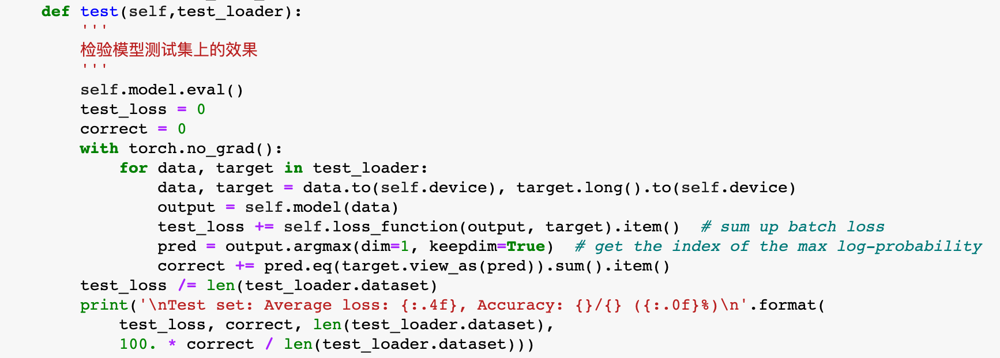 def test(self,test_loader):
'''
检验模型测试集上的效果
'''
self.model.eval()
test_loss = 0
correct = 0
with torch.no_grad():
for data, target in test_loader:
data, target = data.to(self.device), target.long().to(self.device)
output = self.model(data)
test_loss += self.loss_function(output, target).item()  # sum up batch loss
pred = output.argmax(dim=1, keepdim=True)  # get the index of the max log-probability
correct += pred.eq(target.view_as(pred)).sum().item()
test_loss /= len(test_loader.dataset)
print('\nTest set: Average loss: {:.4f}, Accuracy: {}/{} ({:.0f}%)\n'.format(
test_loss, correct, len(test_loader.dataset),
100. * correct / len(test_loader.dataset)))